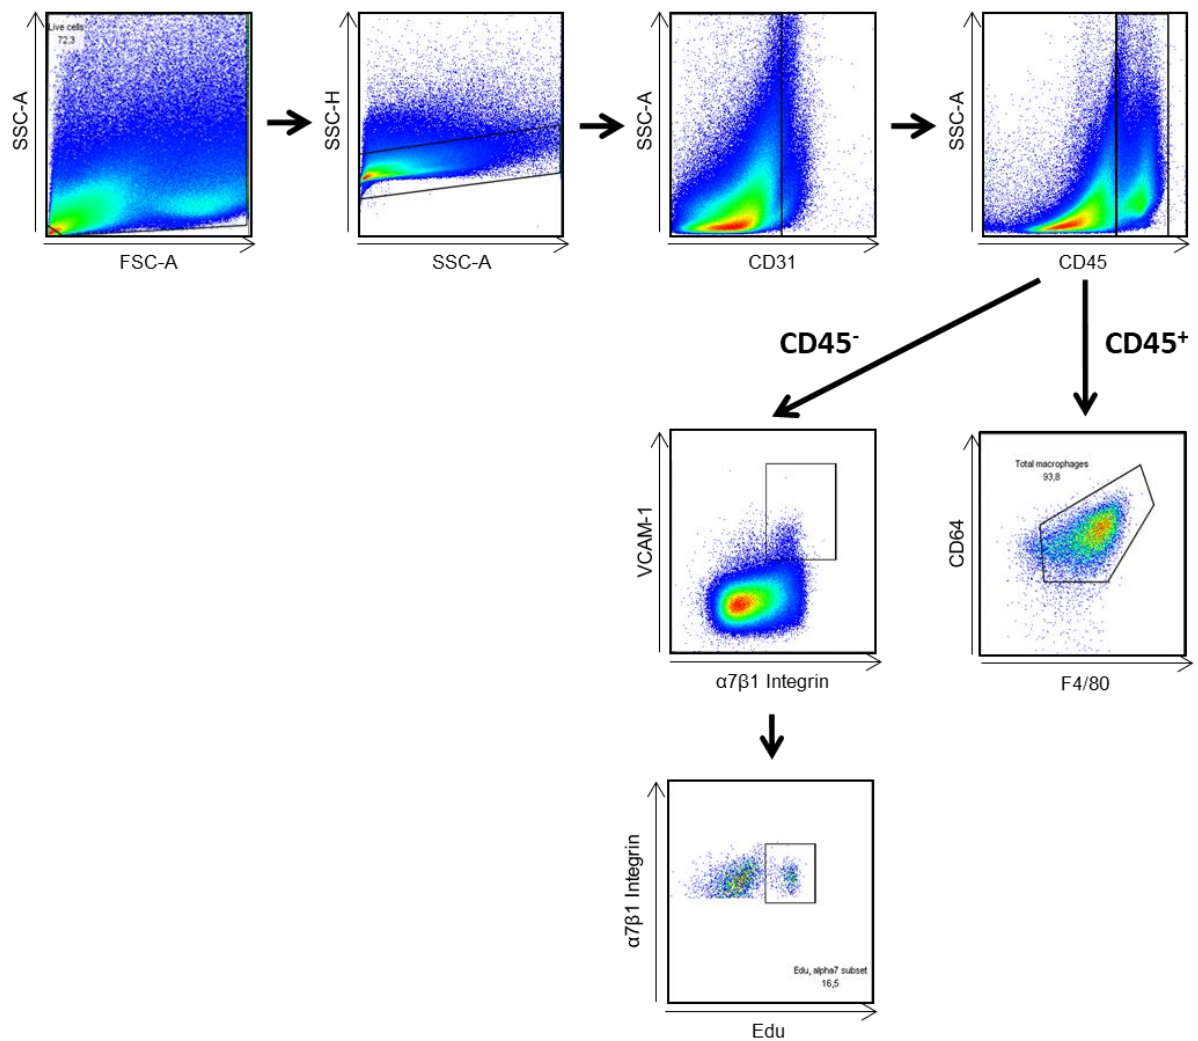 Live cells
72,3
SSC-A
FSC-A
SSC-H
SSC-A
SSC-A
CD31
SSC-A
CD45
CD45-
CD45+
VCAM-1
α7β1 Integrin
Total macrophages
93,8
CD64
F4/80
α7β1 Integrin
Edu, alpha7 subset
16,5
Edu